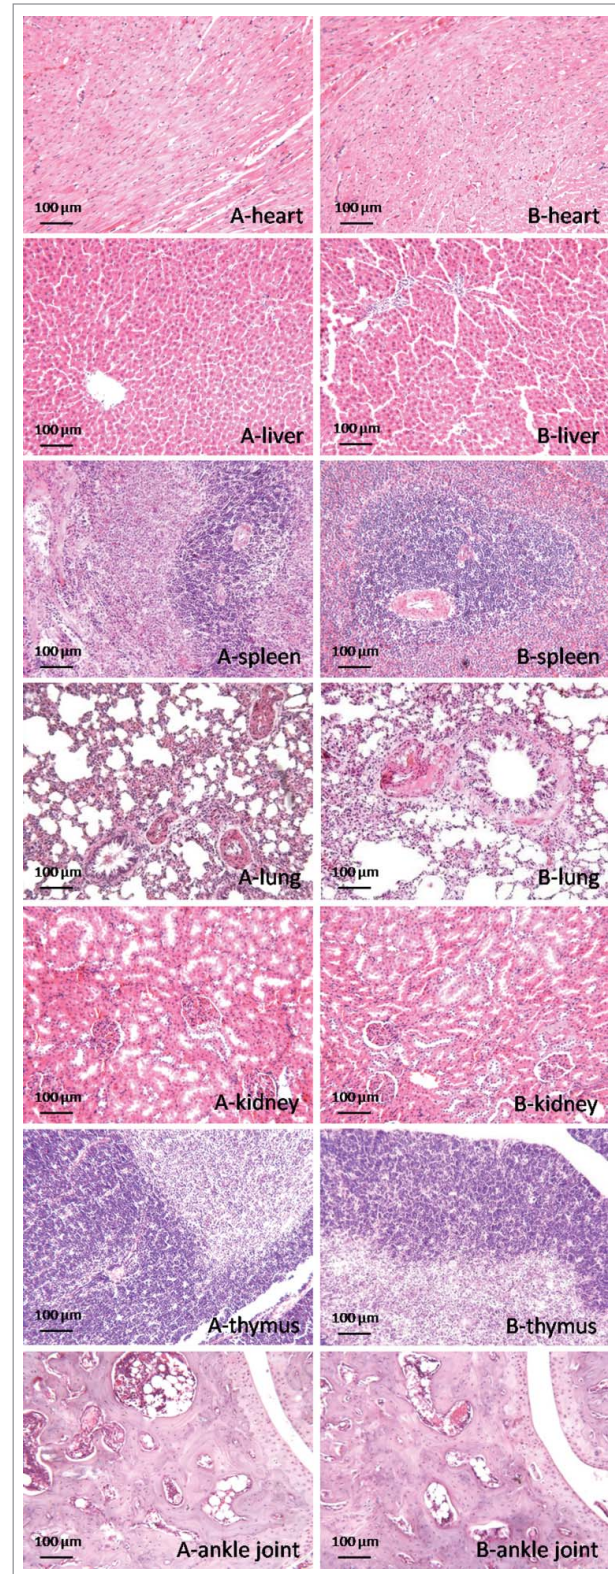 100 μm
A-heart
100 μm
B-heart
100 μm
A-liver
100 μm
B-liver
100 μm
A-spleen
100 μm
B-spleen
100 μm
A-lung
100 μm
B-lung
100 μm
A-kidney
100 μm
B-kidney
100 μm
A-thymus
100 μm
B-thymus
100 μm
A-ankle joint
100 μm
B-ankle joint